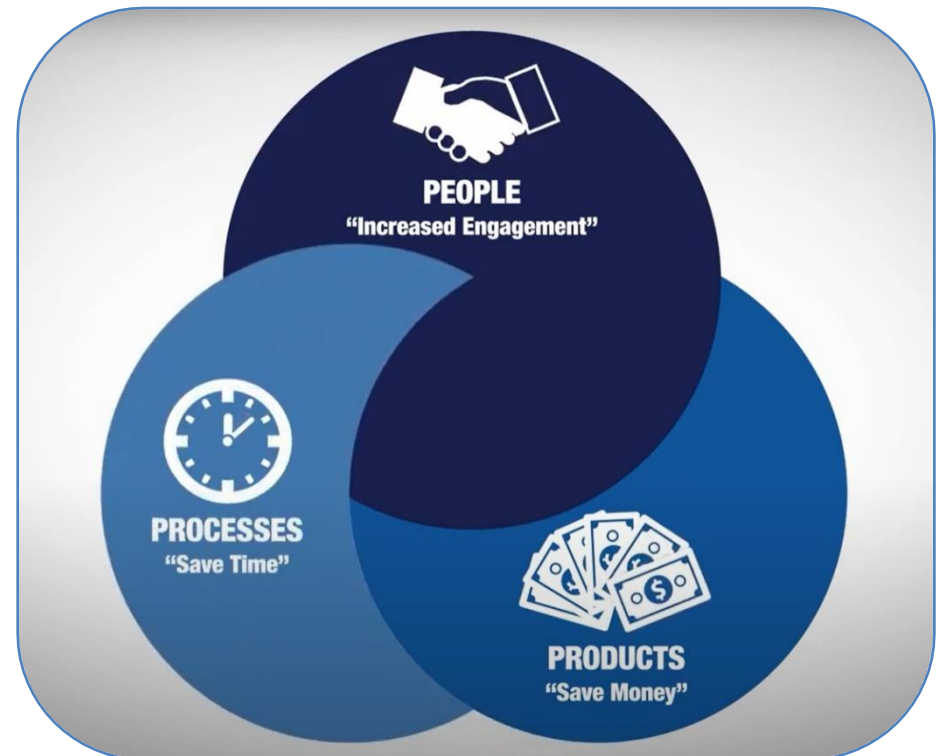 PEOPLE
“Increased Engagement”
PROCESSES
“Save Time”
PRODUCTS
“Save Money”